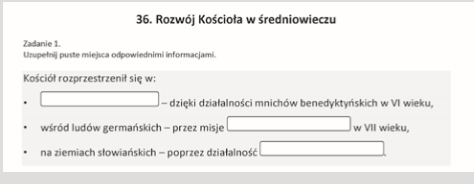 36. Rozwój Kościoła w średniowieczu
Zadanie 1.
Uzupełnij puste miejsca odpowiednimi informacjami.
Kościół rozprzestrzenił się w:
• – dzięki działalności mnichów benedyktyńskich w VI wieku,
• wśród ludów germańskich – przez misje w VII wieku,
• na ziemiach słowiańskich – poprzez działalność .